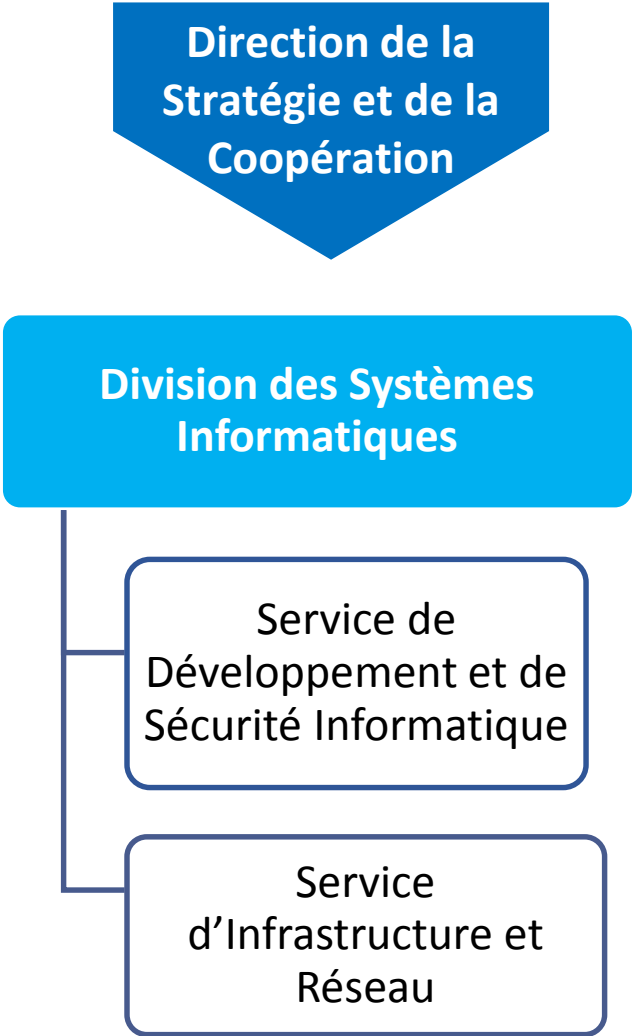 Direction de la
Stratégie et de la
Coopération
Division des Systèmes
Informatiques
Service de
Développement et de
Sécurité Informatique
Service
d’Infrastructure et
Réseau